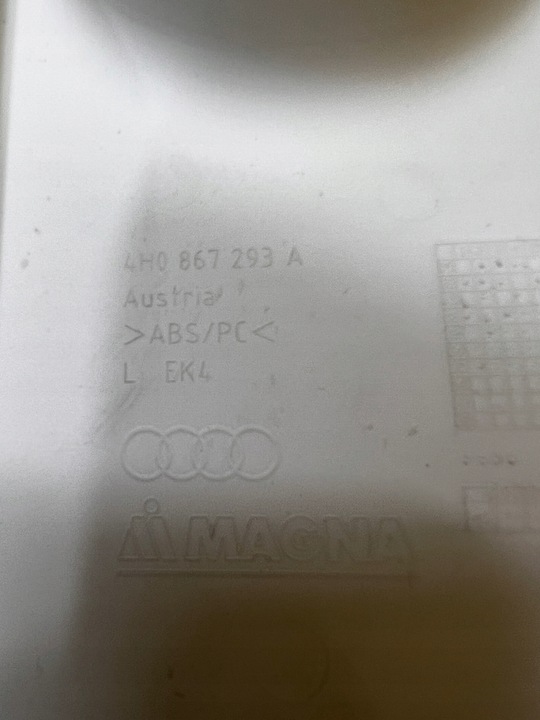 4H0 867 293 A
Austria
>ABS/PC<
L EK4
MAGNA